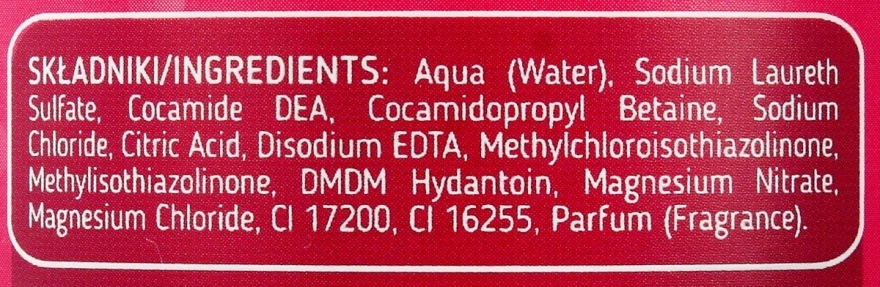 SKŁADNIKI/INGREDIENTS: Aqua (Water), Sodium Laureth
Sulfate, Cocamide DEA, Cocamidopropyl Betaine, Sodium
Chloride, Citric Acid, Disodium EDTA, Methylchloroisothiazolinone,
Methylisothiazolinone, DMDM Hydantoin, Magnesium Nitrate,
Magnesium Chloride, CI 17200, CI 16255, Parfum (Fragrance).